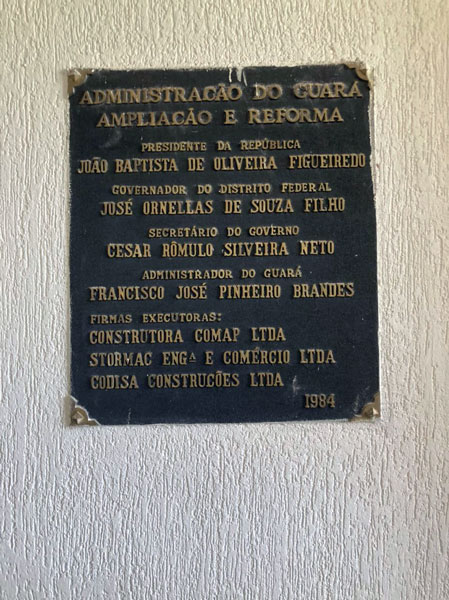 ADMINISTRAÇÃO DO GUARÁ
AMPLIAÇÃO E REFORMA
PRESIDENTE DA REPÚBLICA
JOÃO BAPTISTA DE OLIVEIRA FIGUEIREDO
GOVERNADOR DO DISTRITO FEDERAL
JOSÉ ORNELLAS DE SOUZA FILHO
SECRETÁRIO DO GOVERNO
CESAR RÔMULO SILVEIRA NETO
ADMINISTRADOR DO GUARÁ
FRANCISCO JOSÉ PINHEIRO BRANDES
FIRMAS EXECUTORAS:
CONSTRUTORA COMAP LTDA
STORMAC ENGᴬ E COMÉRCIO LTDA
CODISA CONSTRUCÕES LTDA
1984